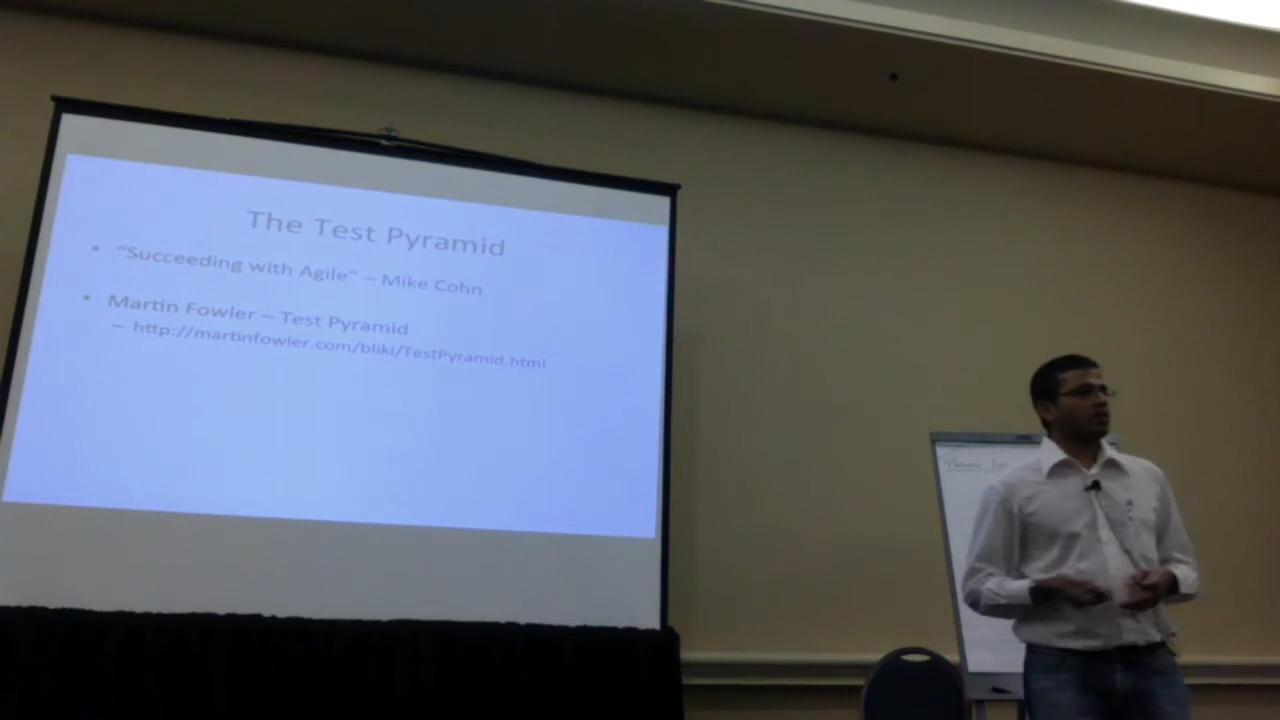 The Test Pyramid
• “Succeeding with Agile” – Mike Cohn
• Martin Fowler – Test Pyramid
– http://martinfowler.com/bliki/TestPyramid.html